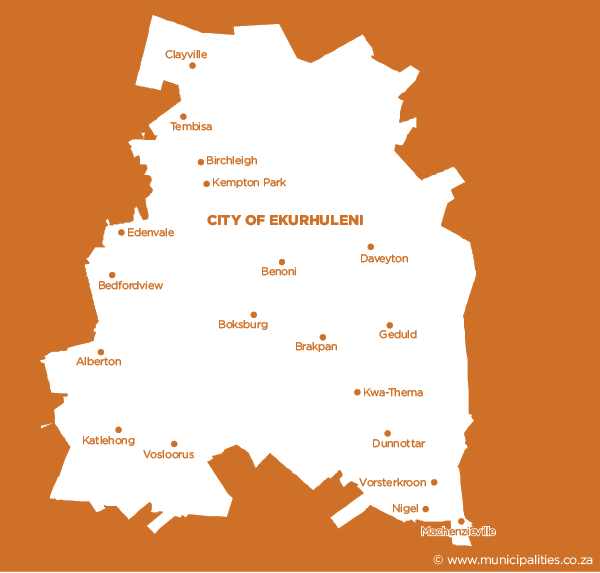 Clayville
Tembisa
Birchleigh
Kempton Park
CITY OF EKURHULENI
Edenvale
Daveyton
Benoni
Bedfordview
Boksburg
Geduld
Brakpan
Alberton
Kwa-Thema
Katlehong
Dunnottar
Vosloorus
Vorsterkroon
Nigel
Machenzieville
© www.municipalities.co.za